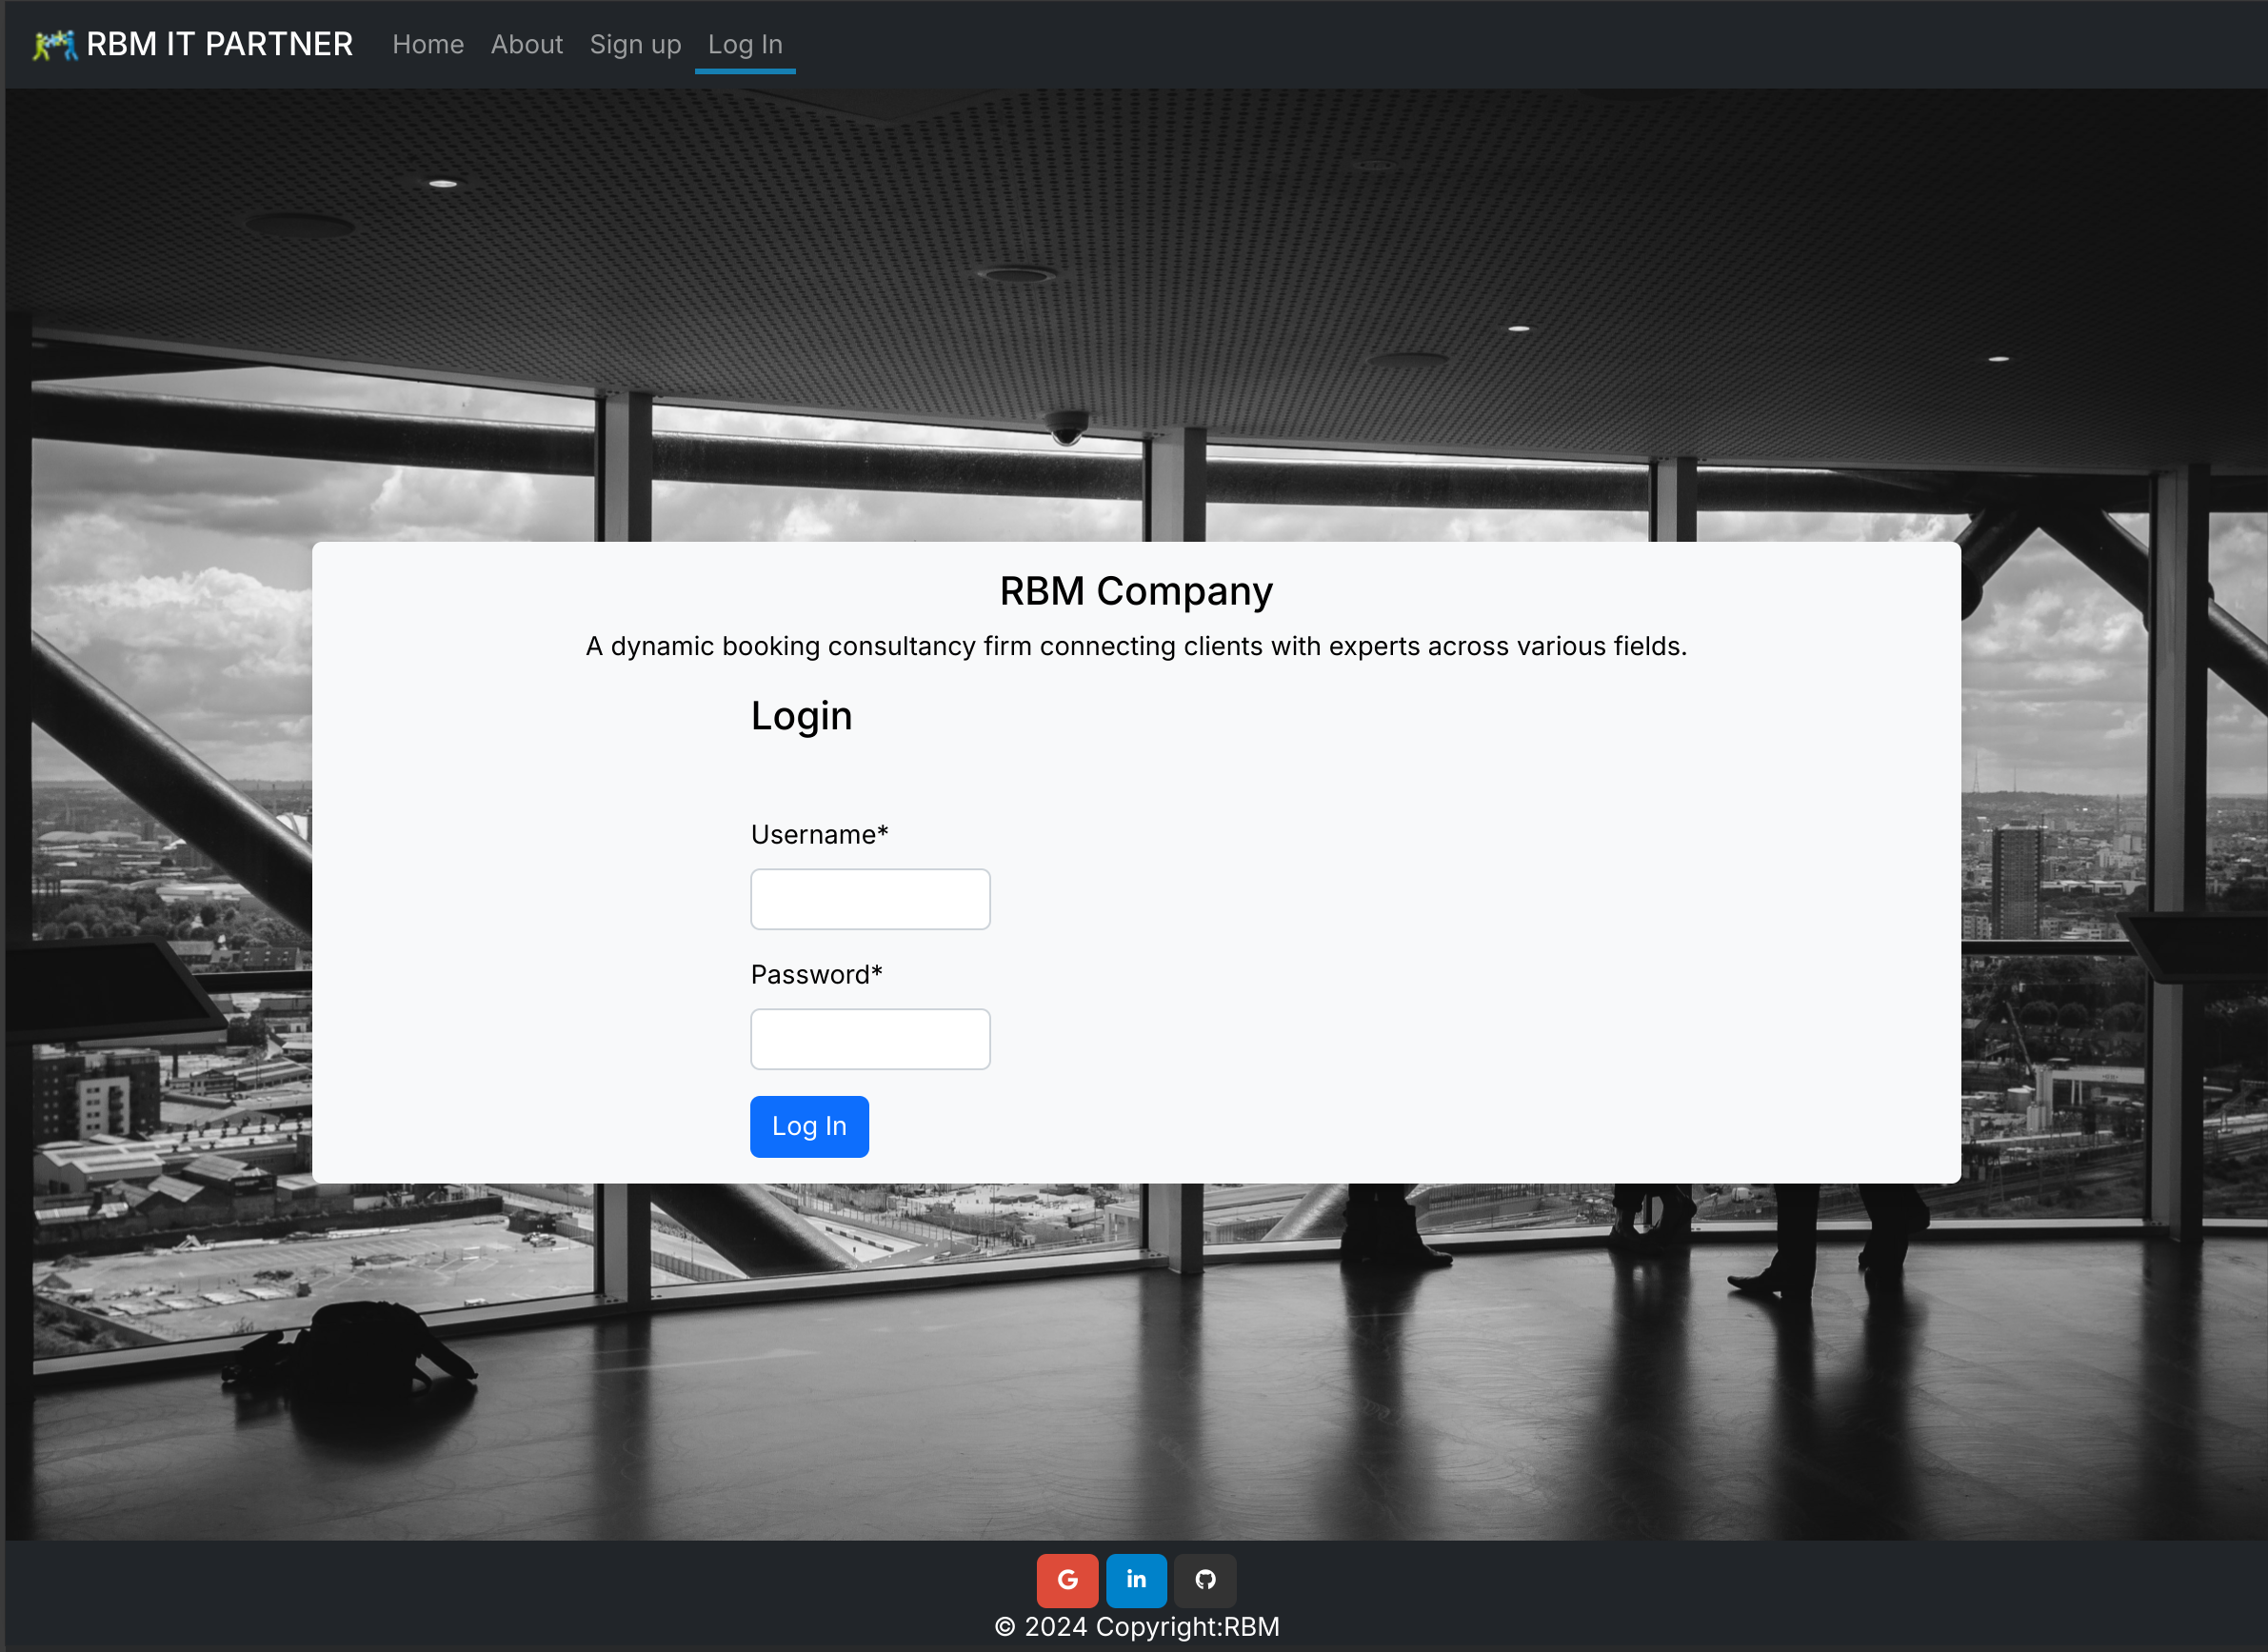 RBM IT PARTNER Home About Sign up Log In
RBM Company
A dynamic booking consultancy firm connecting clients with experts across various fields.
Login
Username*
Password*
Log In
G in
© 2024 Copyright:RBM